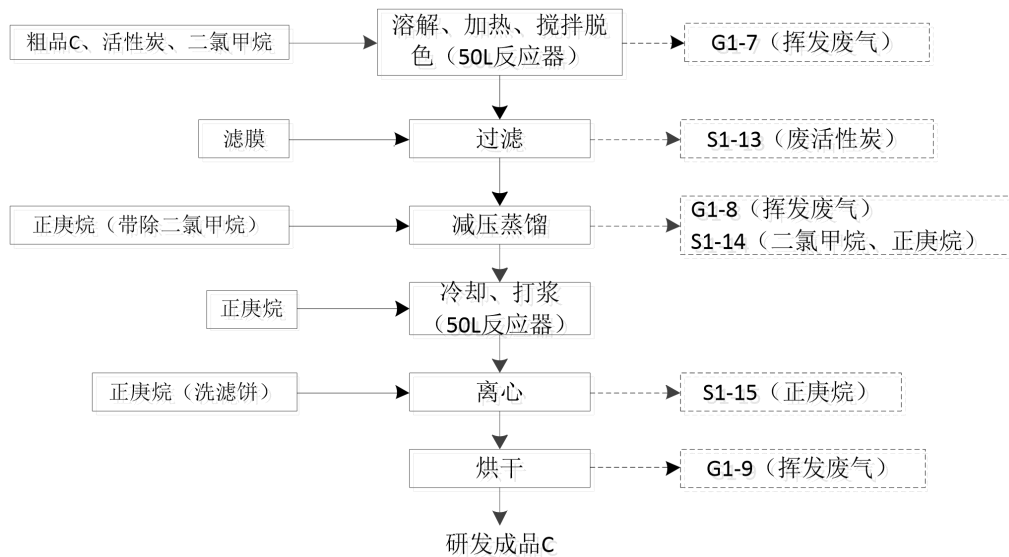 粗品C、活性炭、二氯甲烷
溶解、加热、搅拌脱
色（50L反应器）
G1-7（挥发废气）
滤膜
过滤
S1-13（废活性炭）
正庚烷（带除二氯甲烷）
减压蒸馏
G1-8（挥发废气）
S1-14（二氯甲烷、正庚烷）
正庚烷
冷却、打浆
（50L反应器）
正庚烷（洗滤饼）
离心
S1-15（正庚烷）
烘干
G1-9（挥发废气）
研发成品C